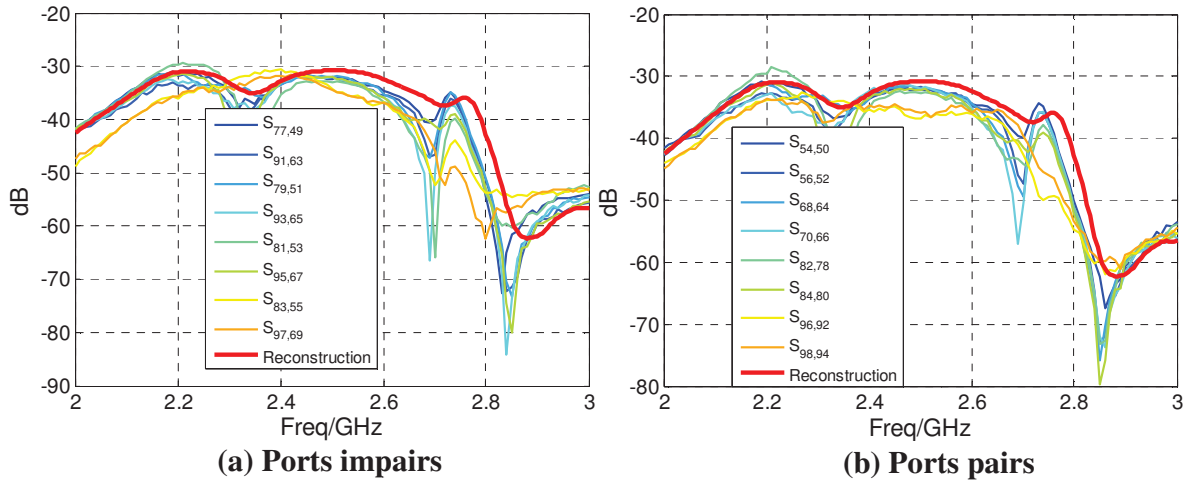 -20
-30
-40
-50
-60
-70
-80
-90
dB
2
2.2
2.4
2.6
2.8
3
Freq/GHz
S77,49
S91,63
S79,51
S93,65
S81,53
S95,67
S83,55
S97,69
Reconstruction
(a) Ports impairs
-20
-30
-40
-50
-60
-70
-80
dB
2
2.2
2.4
2.6
2.8
3
Freq/GHz
S54,50
S56,52
S68,64
S70,66
S82,78
S84,80
S96,92
S98,94
Reconstruction
(b) Ports pairs